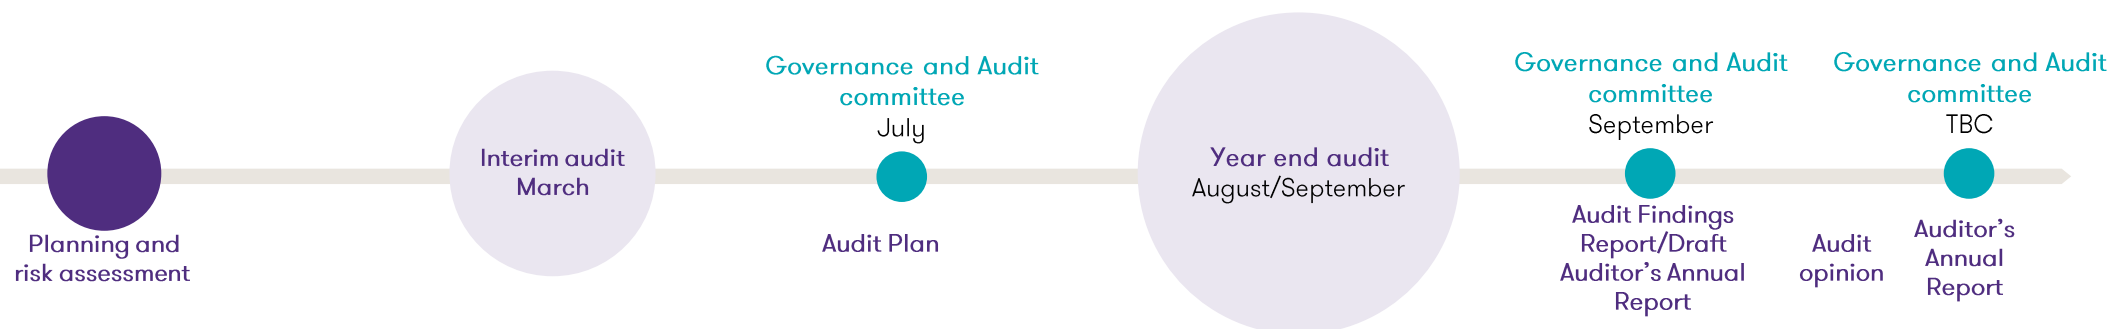 Planning and
risk assessment
Interim audit
March
Governance and Audit
committee
July
Audit Plan
Year end audit
August/September
Governance and Audit
committee
September
Audit Findings
Report/Draft
Auditor's Annual
Report
Audit
opinion
Governance and Audit
committee
TBC
Auditor's
Annual
Report